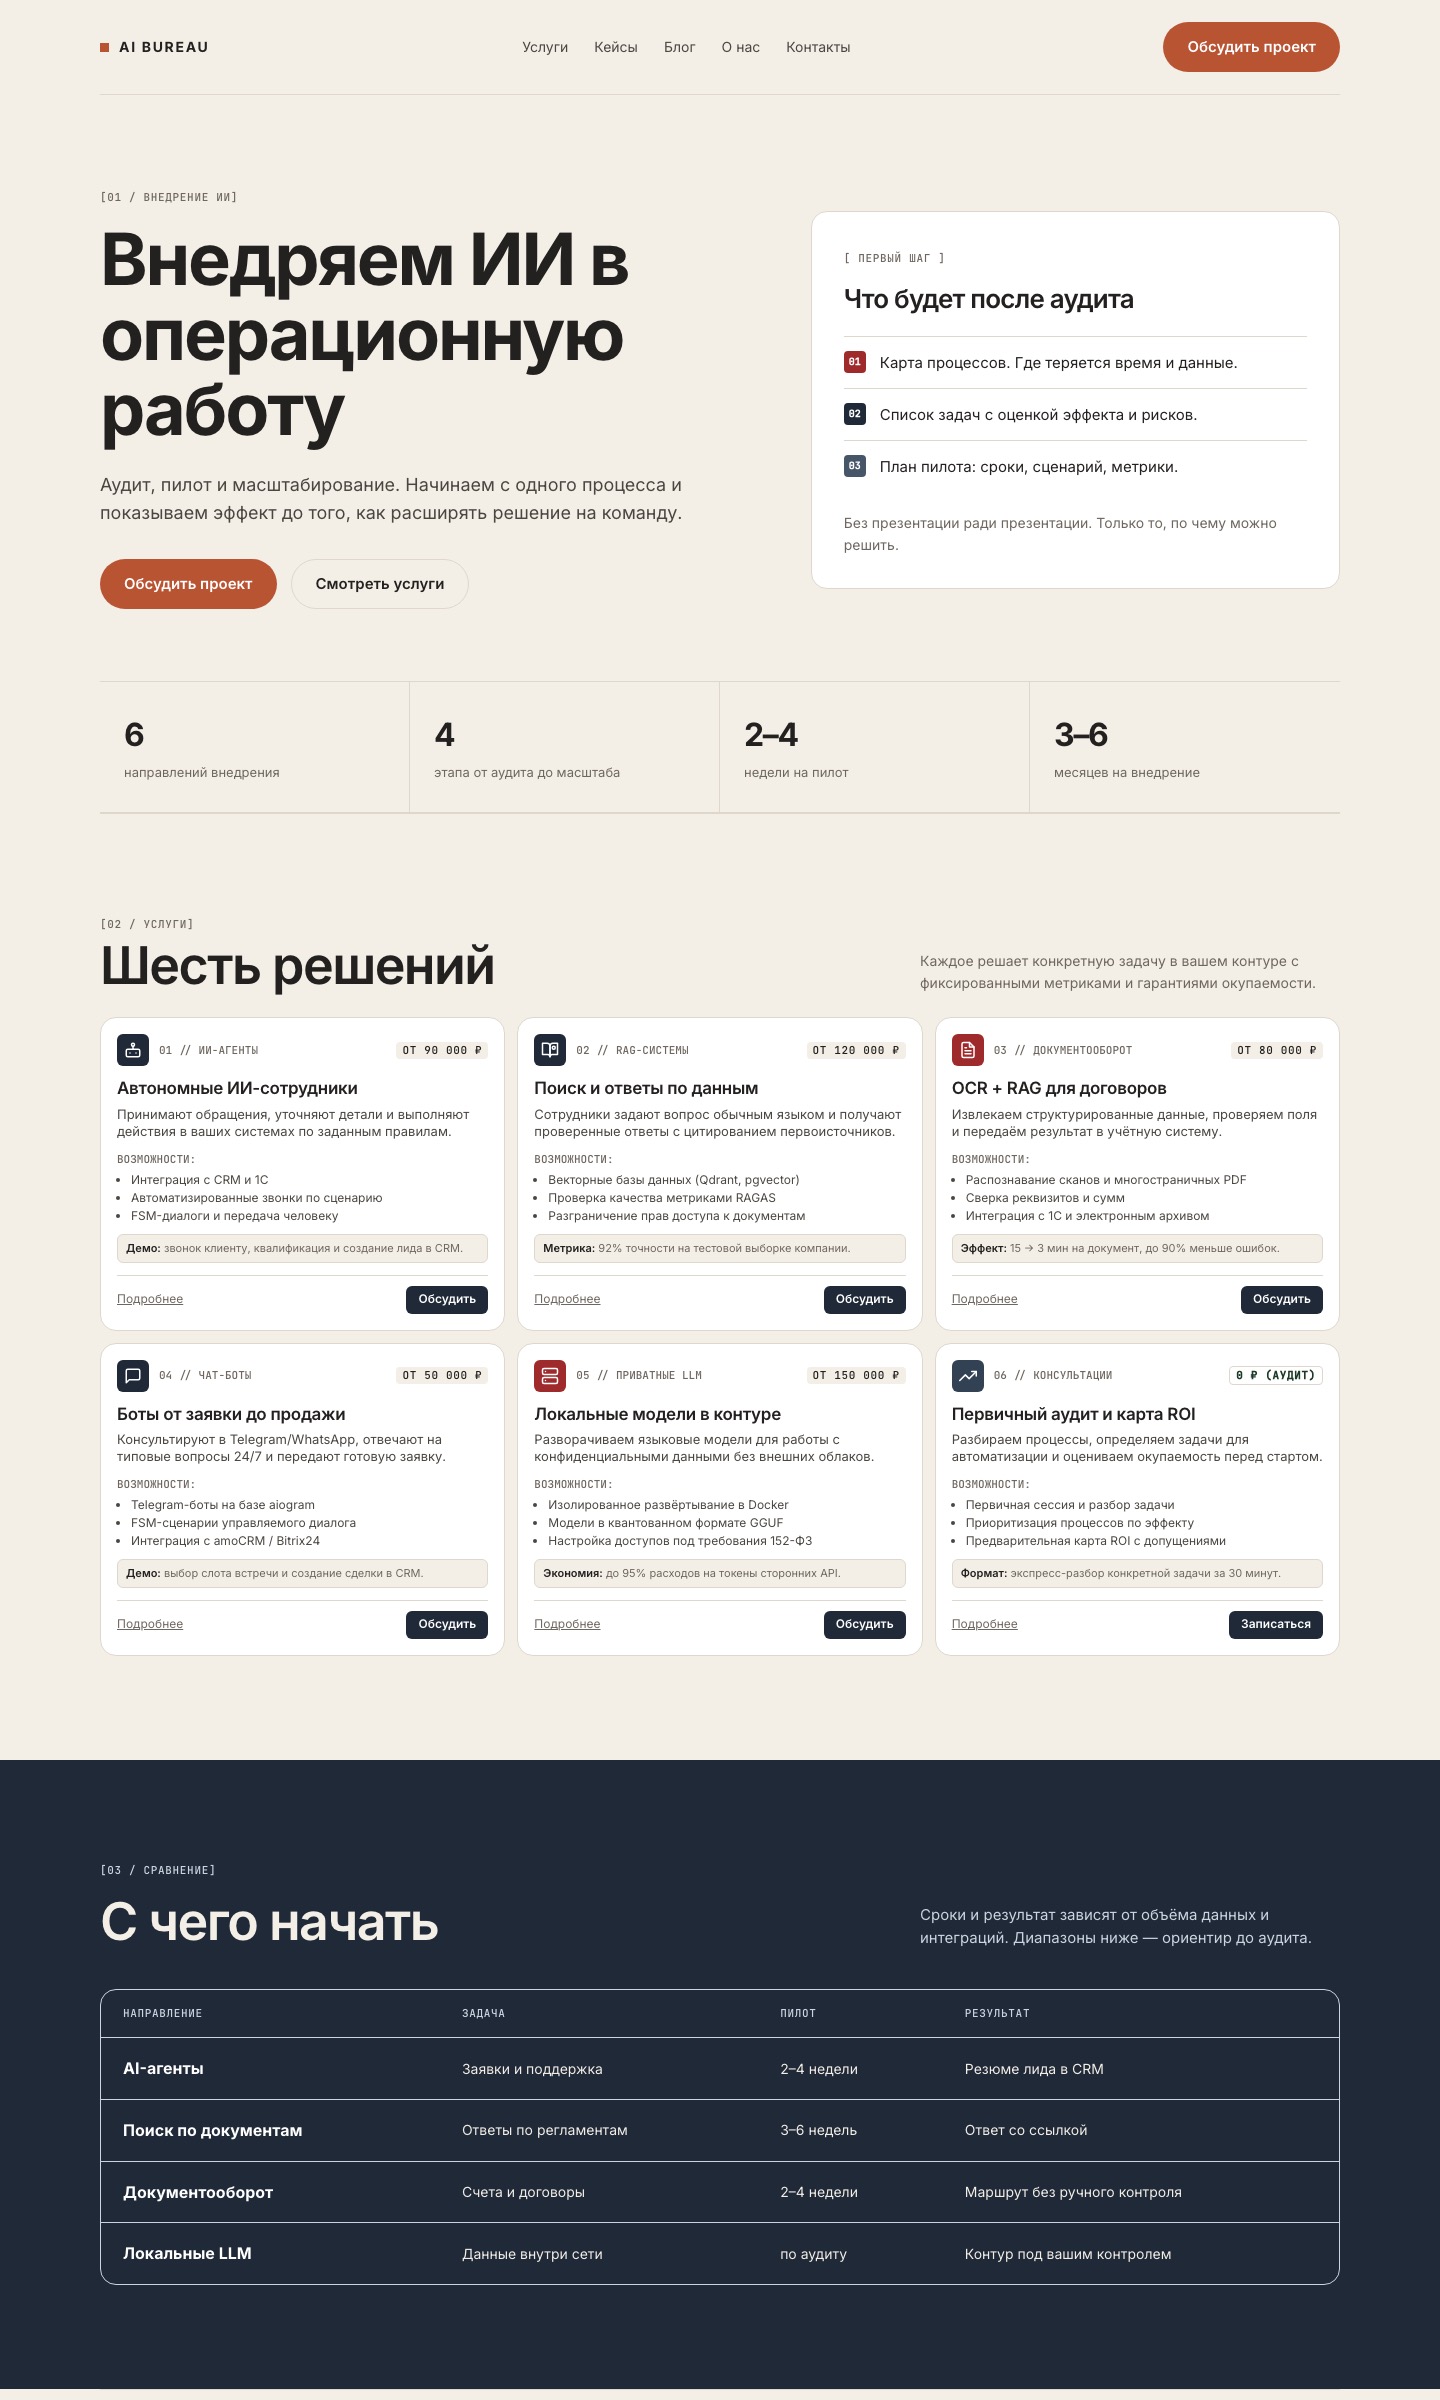 AI BUREAU
Услуги Кейсы Блог О нас Контакты
Обсудить проект
[01 / ВНЕДРЕНИЕ ИИ]
Внедряем ИИ в
операционную
работу
Аудит, пилот и масштабирование. Начинаем с одного процесса и
показываем эффект до того, как расширять решение на команду.
Обсудить проект
Смотреть услуги
[ ПЕРВЫЙ ШАГ ]
Что будет после аудита
01 Карта процессов. Где теряется время и данные.
02 Список задач с оценкой эффекта и рисков.
03 План пилота: сроки, сценарий, метрики.
Без презентации ради презентации. Только то, по чему можно
решить.
6
направлений внедрения
4
этапа от аудита до масштаба
2–4
недели на пилот
3–6
месяцев на внедрение
[02 / УСЛУГИ]
Шесть решений
Каждое решает конкретную задачу в вашем контуре с
фиксированными метриками и гарантиями окупаемости.
01 // ИИ-АГЕНТЫ ОТ 90 000 ₽
Автономные ИИ-сотрудники
Принимают обращения, уточняют детали и выполняют
действия в ваших системах по заданным правилам.
ВОЗМОЖНОСТИ:
• Интеграция с CRM и 1С
• Автоматизированные звонки по сценарию
• FSM-диалоги и передача человеку
Демо: звонок клиенту, квалификация и создание лида в CRM.
Подробнее Обсудить
02 // RAG-СИСТЕМЫ ОТ 120 000 ₽
Поиск и ответы по данным
Сотрудники задают вопрос обычным языком и получают
проверенные ответы с цитированием первоисточников.
ВОЗМОЖНОСТИ:
• Векторные базы данных (Qdrant, pgvector)
• Проверка качества метриками RAGAS
• Разграничение прав доступа к документам
Метрика: 92% точности на тестовой выборке компании.
Подробнее Обсудить
03 // ДОКУМЕНТООБОРОТ ОТ 80 000 ₽
OCR + RAG для договоров
Извлекаем структурированные данные, проверяем поля
и передаём результат в учётную систему.
ВОЗМОЖНОСТИ:
• Распознавание сканов и многостраничных PDF
• Сверка реквизитов и сумм
• Интеграция с 1С и электронным архивом
Эффект: 15 → 3 мин на документ, до 90% меньше ошибок.
Подробнее Обсудить
04 // ЧАТ-БОТЫ ОТ 50 000 ₽
Боты от заявки до продажи
Консультируют в Telegram/WhatsApp, отвечают на
типовые вопросы 24/7 и передают готовую заявку.
ВОЗМОЖНОСТИ:
• Telegram-боты на базе aiogram
• FSM-сценарии управляемого диалога
• Интеграция с amoCRM / Bitrix24
Демо: выбор слота встречи и создание сделки в CRM.
Подробнее Обсудить
05 // ПРИВАТНЫЕ LLM ОТ 150 000 ₽
Локальные модели в контуре
Разворачиваем языковые модели для работы с
конфиденциальными данными без внешних облаков.
ВОЗМОЖНОСТИ:
• Изолированное развёртывание в Docker
• Модели в квантованном формате GGUF
• Настройка доступов под требования 152-ФЗ
Экономия: до 95% расходов на токены сторонних API.
Подробнее Обсудить
06 // КОНСУЛЬТАЦИИ 0 ₽ (АУДИТ)
Первичный аудит и карта ROI
Разбираем процессы, определяем задачи для
автоматизации и оцениваем окупаемость перед стартом.
ВОЗМОЖНОСТИ:
• Первичная сессия и разбор задачи
• Приоритизация процессов по эффекту
• Предварительная карта ROI с допущениями
Формат: экспресс-разбор конкретной задачи за 30 минут.
Подробнее Записаться
[03 / СРАВНЕНИЕ]
С чего начать
Сроки и результат зависят от объёма данных и
интеграций. Диапазоны ниже — ориентир до аудита.
НАПРАВЛЕНИЕ ЗАДАЧА ПИЛОТ РЕЗУЛЬТАТ
AI-агенты Заявки и поддержка 2–4 недели Резюме лида в CRM
Поиск по документам Ответы по регламентам 3–6 недель Ответ со ссылкой
Документооборот Счета и договоры 2–4 недели Маршрут без ручного контроля
Локальные LLM Данные внутри сети по аудиту Контур под вашим контролем